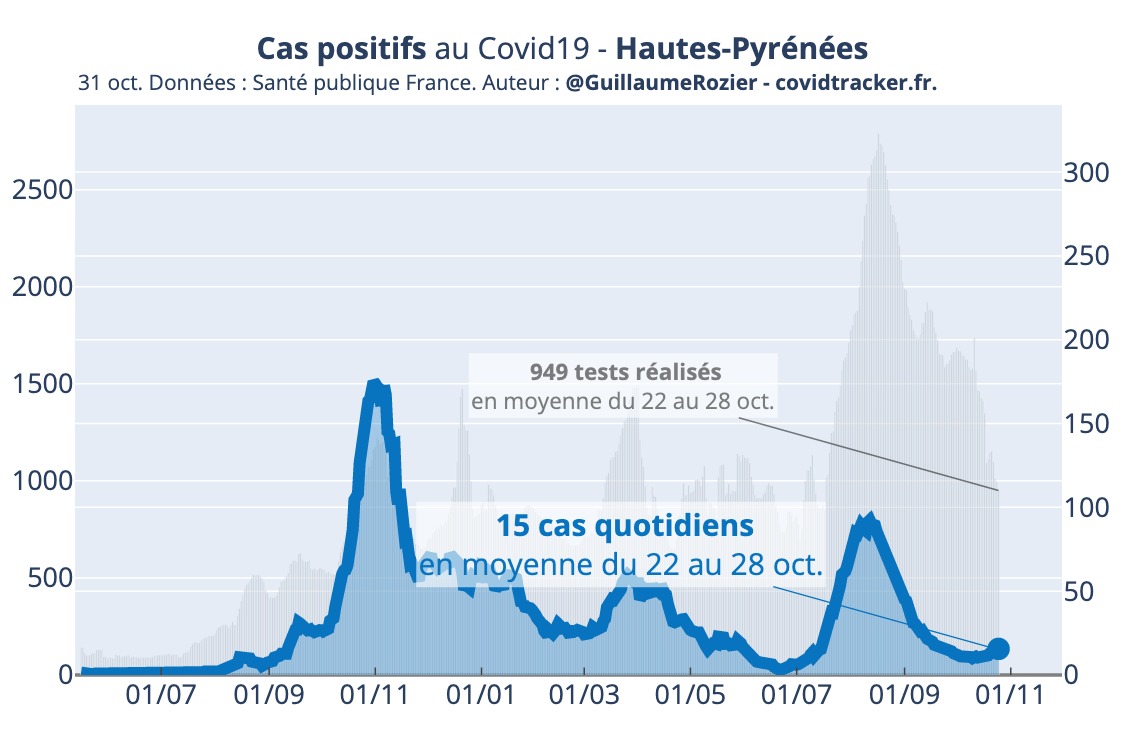 Cas positifs au Covid19 - Hautes-Pyrénées
31 oct. Données : Santé publique France. Auteur : @GuillaumeRozier - covidtracker.fr.
2500
2000
1500
1000
500
0
300
250
200
150
100
50
0
949 tests réalisés
en moyenne du 22 au 28 oct.
15 cas quotidiens
en moyenne du 22 au 28 oct.
01/07 01/09 01/11 01/01 01/03 01/05 01/07 01/09 01/11